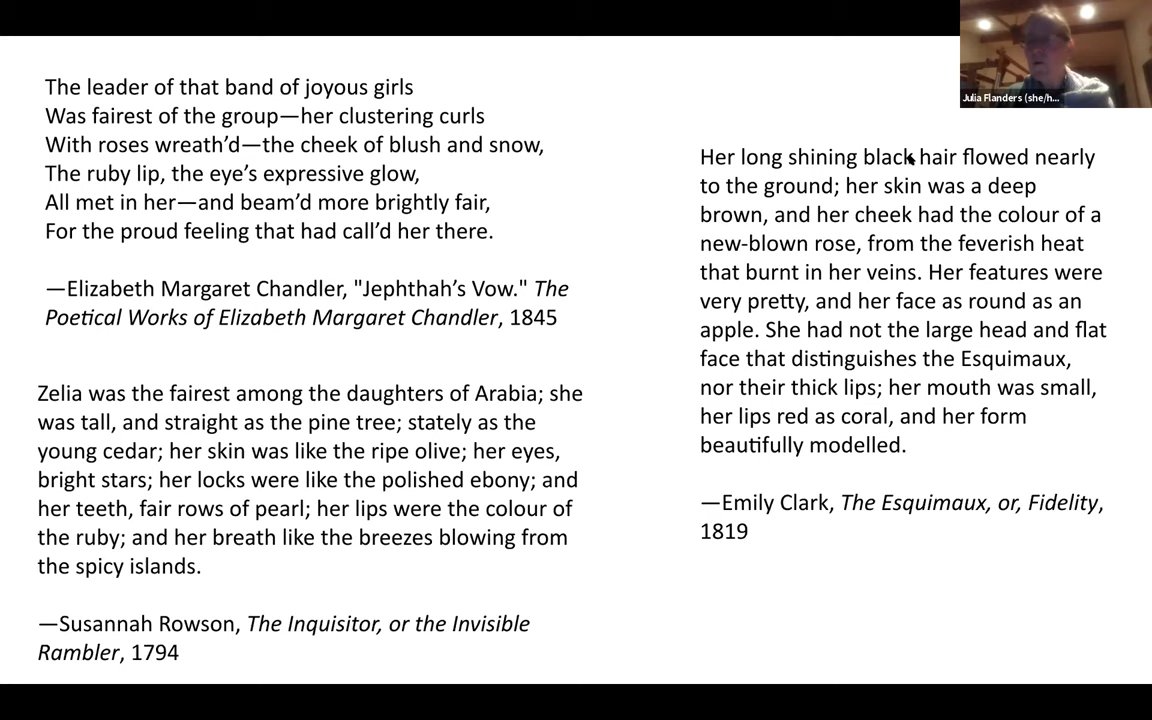 The leader of that band of joyous girls
Was fairest of the group—her clustering curls
With roses wreath’d—the cheek of blush and snow,
The ruby lip, the eye’s expressive glow,
All met in her—and beam’d more brightly fair,
For the proud feeling that had call’d her there.
—Elizabeth Margaret Chandler, "Jephthah’s Vow." The
Poetical Works of Elizabeth Margaret Chandler, 1845
Zelia was the fairest among the daughters of Arabia; she
was tall, and straight as the pine tree; stately as the
young cedar; her skin was like the ripe olive; her eyes,
bright stars; her locks were like the polished ebony; and
her teeth, fair rows of pearl; her lips were the colour of
the ruby; and her breath like the breezes blowing from
the spicy islands.
—Susannah Rowson, The Inquisitor, or the Invisible
Rambler, 1794
Julia Flanders (she/h...
Her long shining black hair flowed nearly
to the ground; her skin was a deep
brown, and her cheek had the colour of a
new-blown rose, from the feverish heat
that burnt in her veins. Her features were
very pretty, and her face as round as an
apple. She had not the large head and flat
face that distinguishes the Esquimaux,
nor their thick lips; her mouth was small,
her lips red as coral, and her form
beautifully modelled.
—Emily Clark, The Esquimaux, or, Fidelity,
1819